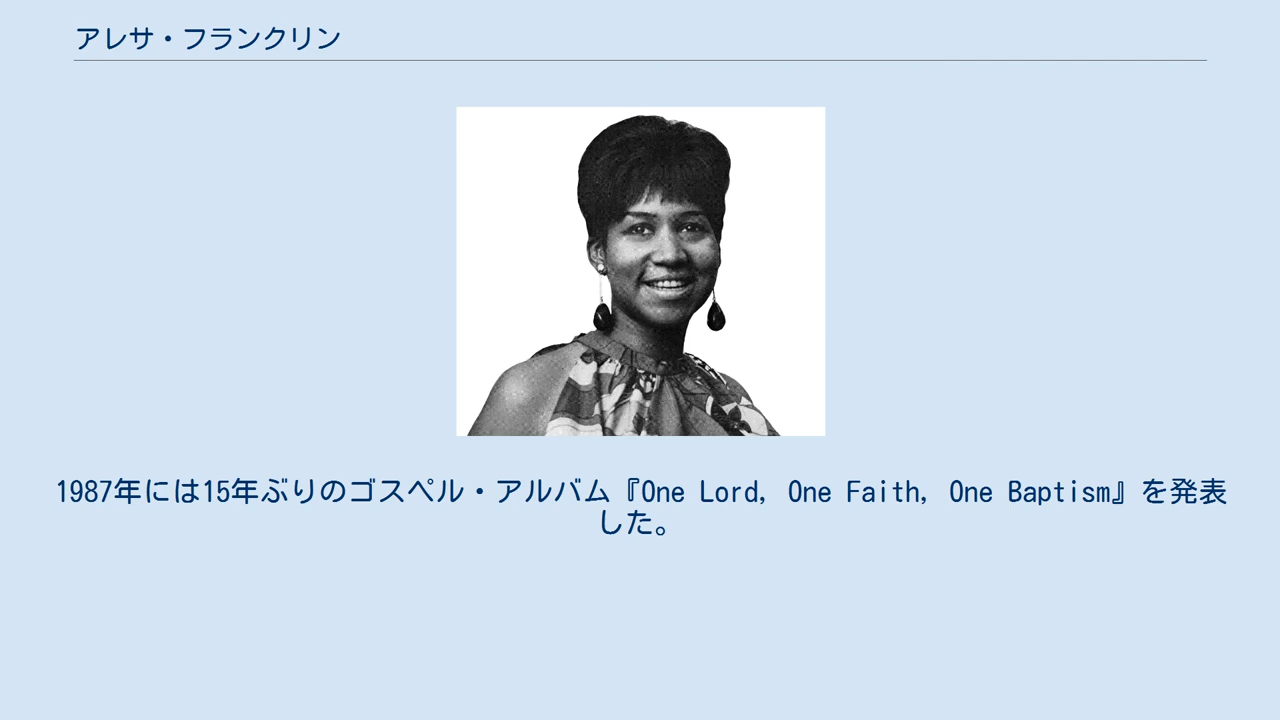 アレサ・フランクリン
1987年には15年ぶりのゴスペル・アルバム『One Lord, One Faith, One Baptism』を発表
した。